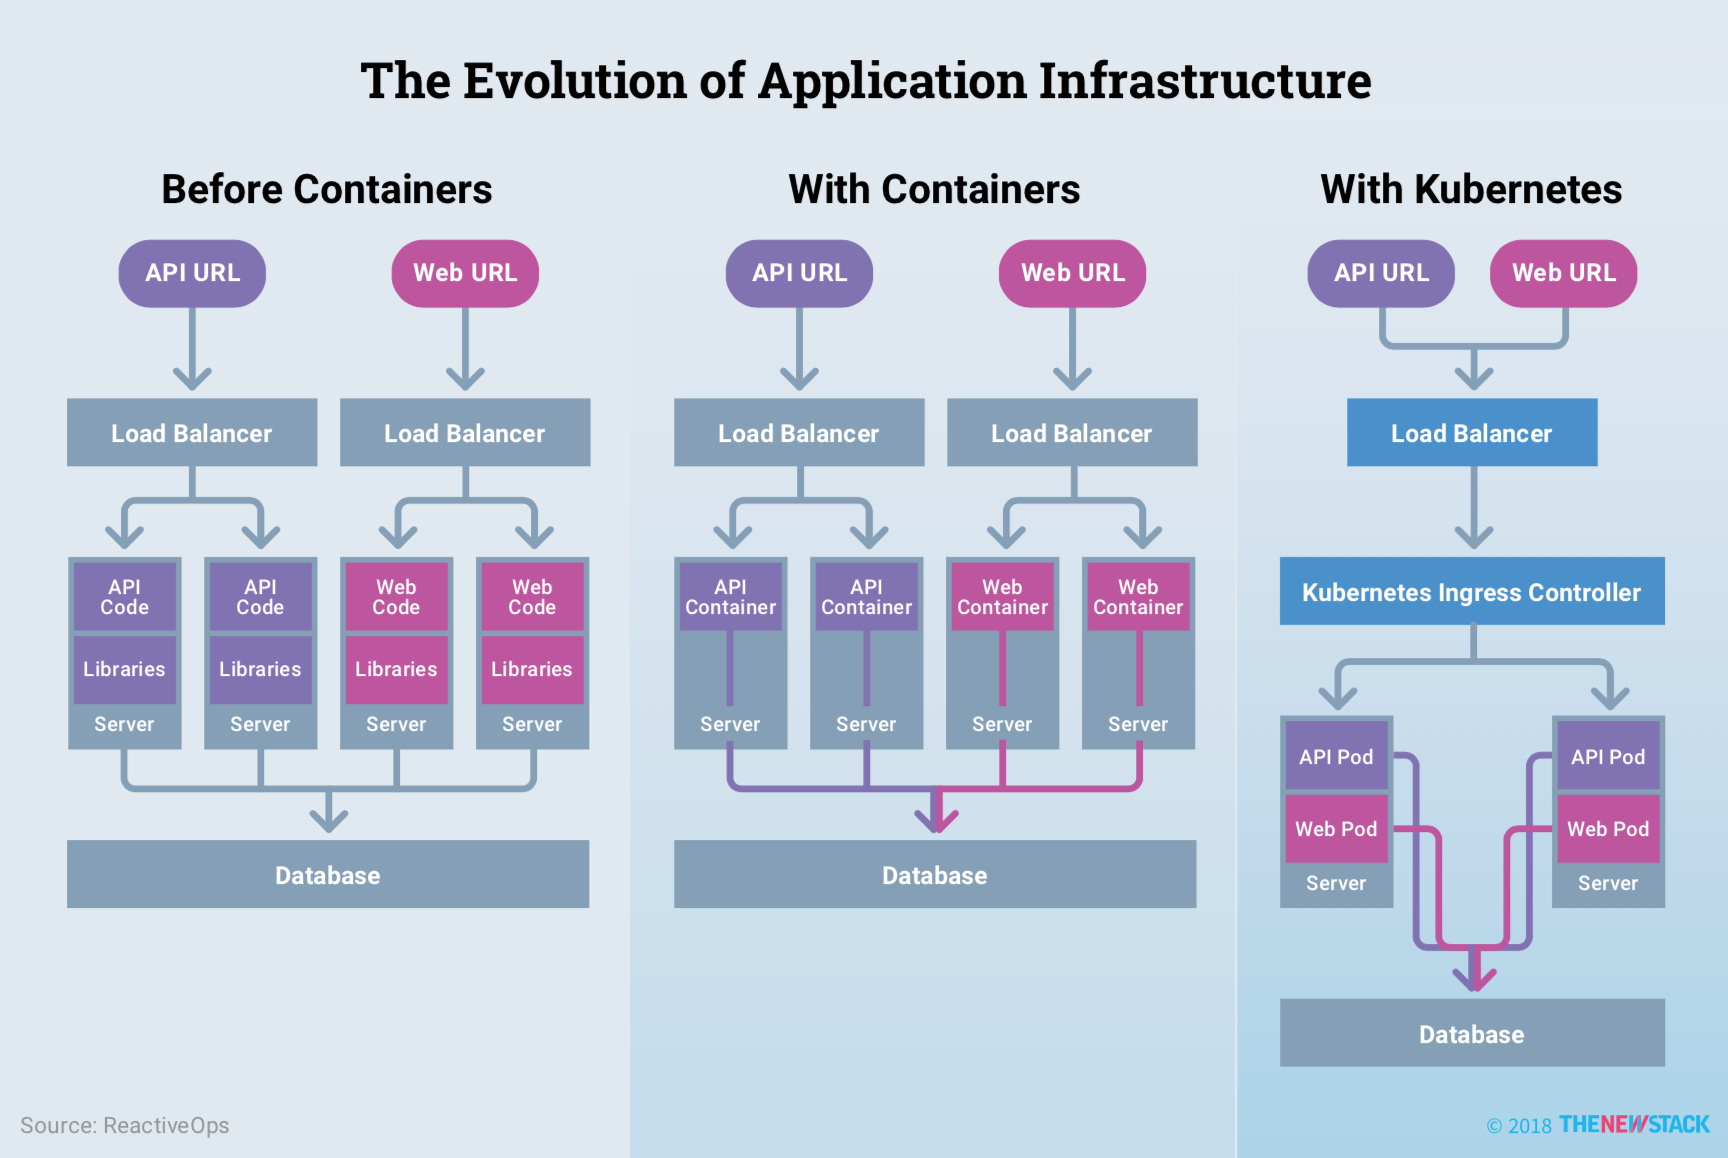 The Evolution of Application Infrastructure
Before Containers
API URL
Web URL
Load Balancer
Load Balancer
API
Code
API
Code
Web
Code
Web
Code
Libraries
Libraries
Libraries
Libraries
Server
Server
Server
Server
Database
With Containers
API URL
Web URL
Load Balancer
Load Balancer
API
Container
API
Container
Web
Container
Web
Container
Server
Server
Server
Server
Database
With Kubernetes
API URL
Web URL
Load Balancer
Kubernetes Ingress Controller
API Pod
API Pod
Web Pod
Web Pod
Server
Server
Database
Source: ReactiveOps
© 2018 THENEWSTACK